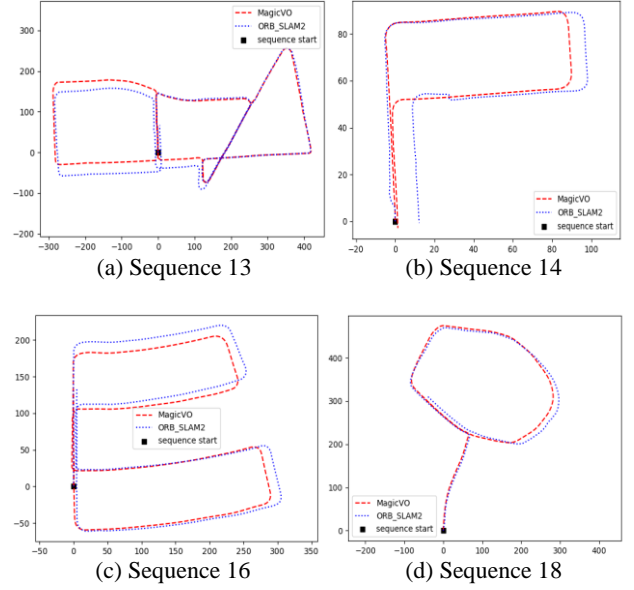 300
200
100
0
−100
−200
−300 −200 −100 0 100 200 300 400
MagicVO
ORB_SLAM2
sequence start
(a) Sequence 13
80
60
40
20
0
−20 0 20 40 60 80 100
MagicVO
ORB_SLAM2
sequence start
(b) Sequence 14
200
150
100
50
0
−50
−50 0 50 100 150 200 250 300 350
MagicVO
ORB_SLAM2
sequence start
(c) Sequence 16
400
300
200
100
0
−200 −100 0 100 200 300 400
MagicVO
ORB_SLAM2
sequence start
(d) Sequence 18